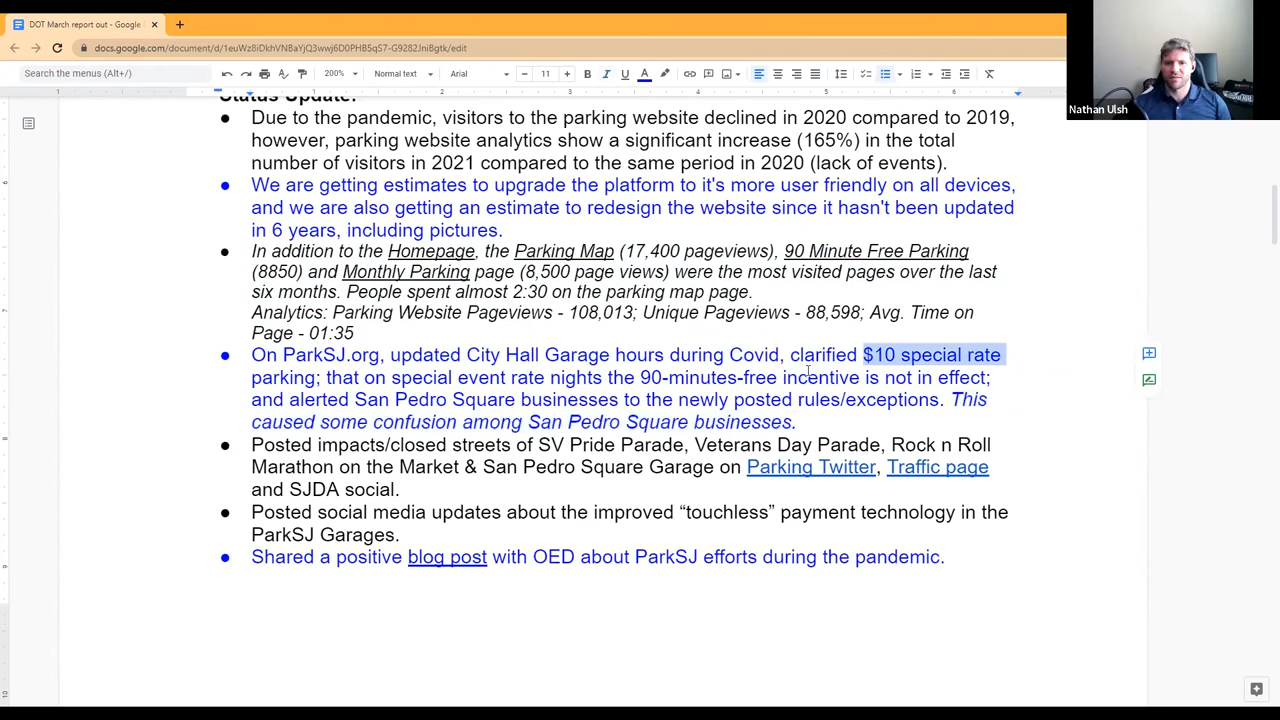 DOT March report out - Google
docs.google.com/document/d/1euWz8iDkhVNBaYjQ3wwj6D0PHB5qS7-G9282JniBgtk/edit
Search the menus (Alt+/)
200%
Normal text
Arial
11
Nathan Ulsh
Status Update:
● Due to the pandemic, visitors to the parking website declined in 2020 compared to 2019,
however, parking website analytics show a significant increase (165%) in the total
number of visitors in 2021 compared to the same period in 2020 (lack of events).
● We are getting estimates to upgrade the platform to it's more user friendly on all devices,
and we are also getting an estimate to redesign the website since it hasn't been updated
in 6 years, including pictures.
● In addition to the Homepage, the Parking Map (17,400 pageviews), 90 Minute Free Parking
(8850) and Monthly Parking page (8,500 page views) were the most visited pages over the last
six months. People spent almost 2:30 on the parking map page.
Analytics: Parking Website Pageviews - 108,013; Unique Pageviews - 88,598; Avg. Time on
Page - 01:35
● On ParkSJ.org, updated City Hall Garage hours during Covid, clarified $10 special rate
parking; that on special event rate nights the 90-minutes-free incentive is not in effect;
and alerted San Pedro Square businesses to the newly posted rules/exceptions. This
caused some confusion among San Pedro Square businesses.
● Posted impacts/closed streets of SV Pride Parade, Veterans Day Parade, Rock n Roll
Marathon on the Market & San Pedro Square Garage on Parking Twitter, Traffic page
and SJDA social.
● Posted social media updates about the improved “touchless” payment technology in the
ParkSJ Garages.
● Shared a positive blog post with OED about ParkSJ efforts during the pandemic.